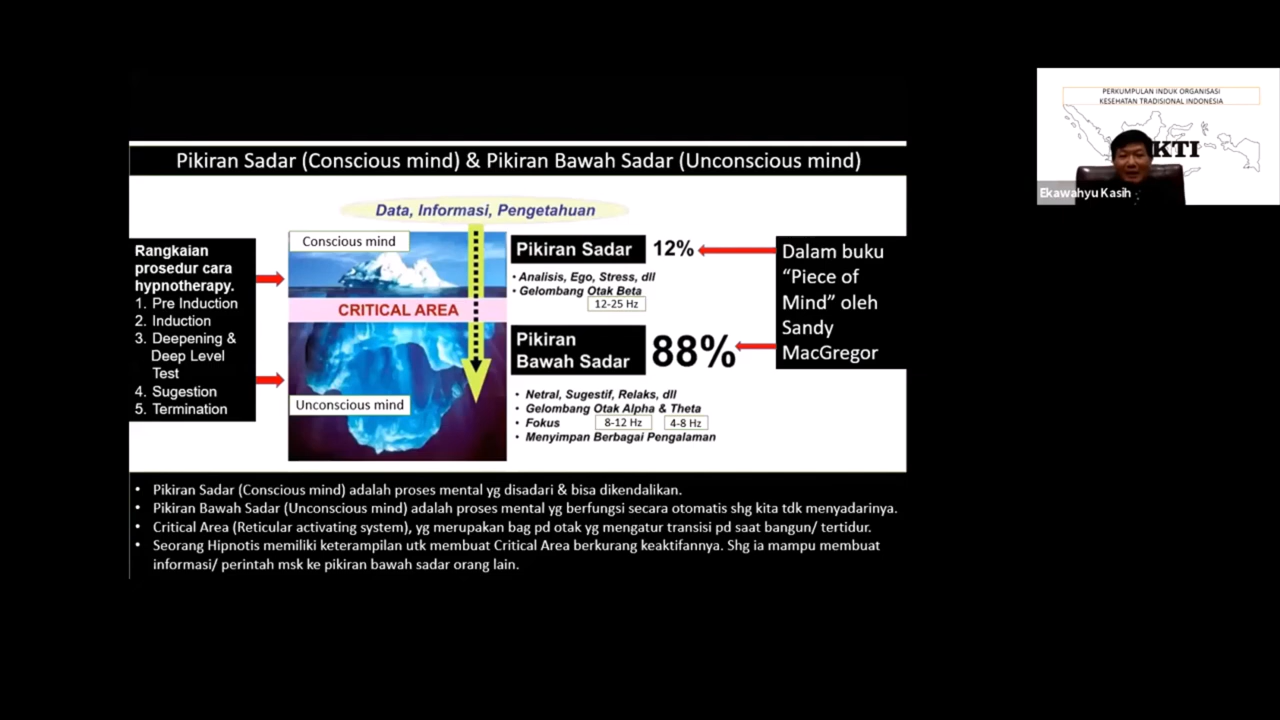 Pikiran Sadar (Conscious mind) & Pikiran Bawah Sadar (Unconscious mind)
Data, Informasi, Pengetahuan
Rangkaian
prosedur cara
hypnotherapy.
1. Pre Induction
2. Induction
3. Deepening &
Deep Level
Test
4. Sugestion
5. Termination
Conscious mind
CRITICAL AREA
Unconscious mind
Pikiran Sadar 12%
• Analisis, Ego, Stress, dll
• Gelombang Otak Beta
12-25 Hz
Pikiran
Bawah Sadar 88%
• Netral, Sugestif, Relaks, dll
• Gelombang Otak Alpha & Theta
• Fokus 8-12 Hz 4-8 Hz
• Menyimpan Berbagai Pengalaman
Dalam buku
“Piece of
Mind” oleh
Sandy
MacGregor
• Pikiran Sadar (Conscious mind) adalah proses mental yg disadari & bisa dikendalikan.
• Pikiran Bawah Sadar (Unconscious mind) adalah proses mental yg berfungsi secara otomatis shg kita tdk menyadarinya.
• Critical Area (Reticular activating system), yg merupakan bag pd otak yg mengatur transisi pd saat bangun/ tertidur.
• Seorang Hipnotis memiliki keterampilan utk membuat Critical Area berkurang keaktifannya. Shg ia mampu membuat
informasi/ perintah msk ke pikiran bawah sadar orang lain.
PERKUMPULAN INDUK ORGANISASI
KESEHATAN TRADISIONAL INDONESIA
KTI
Ekawahyu Kasih